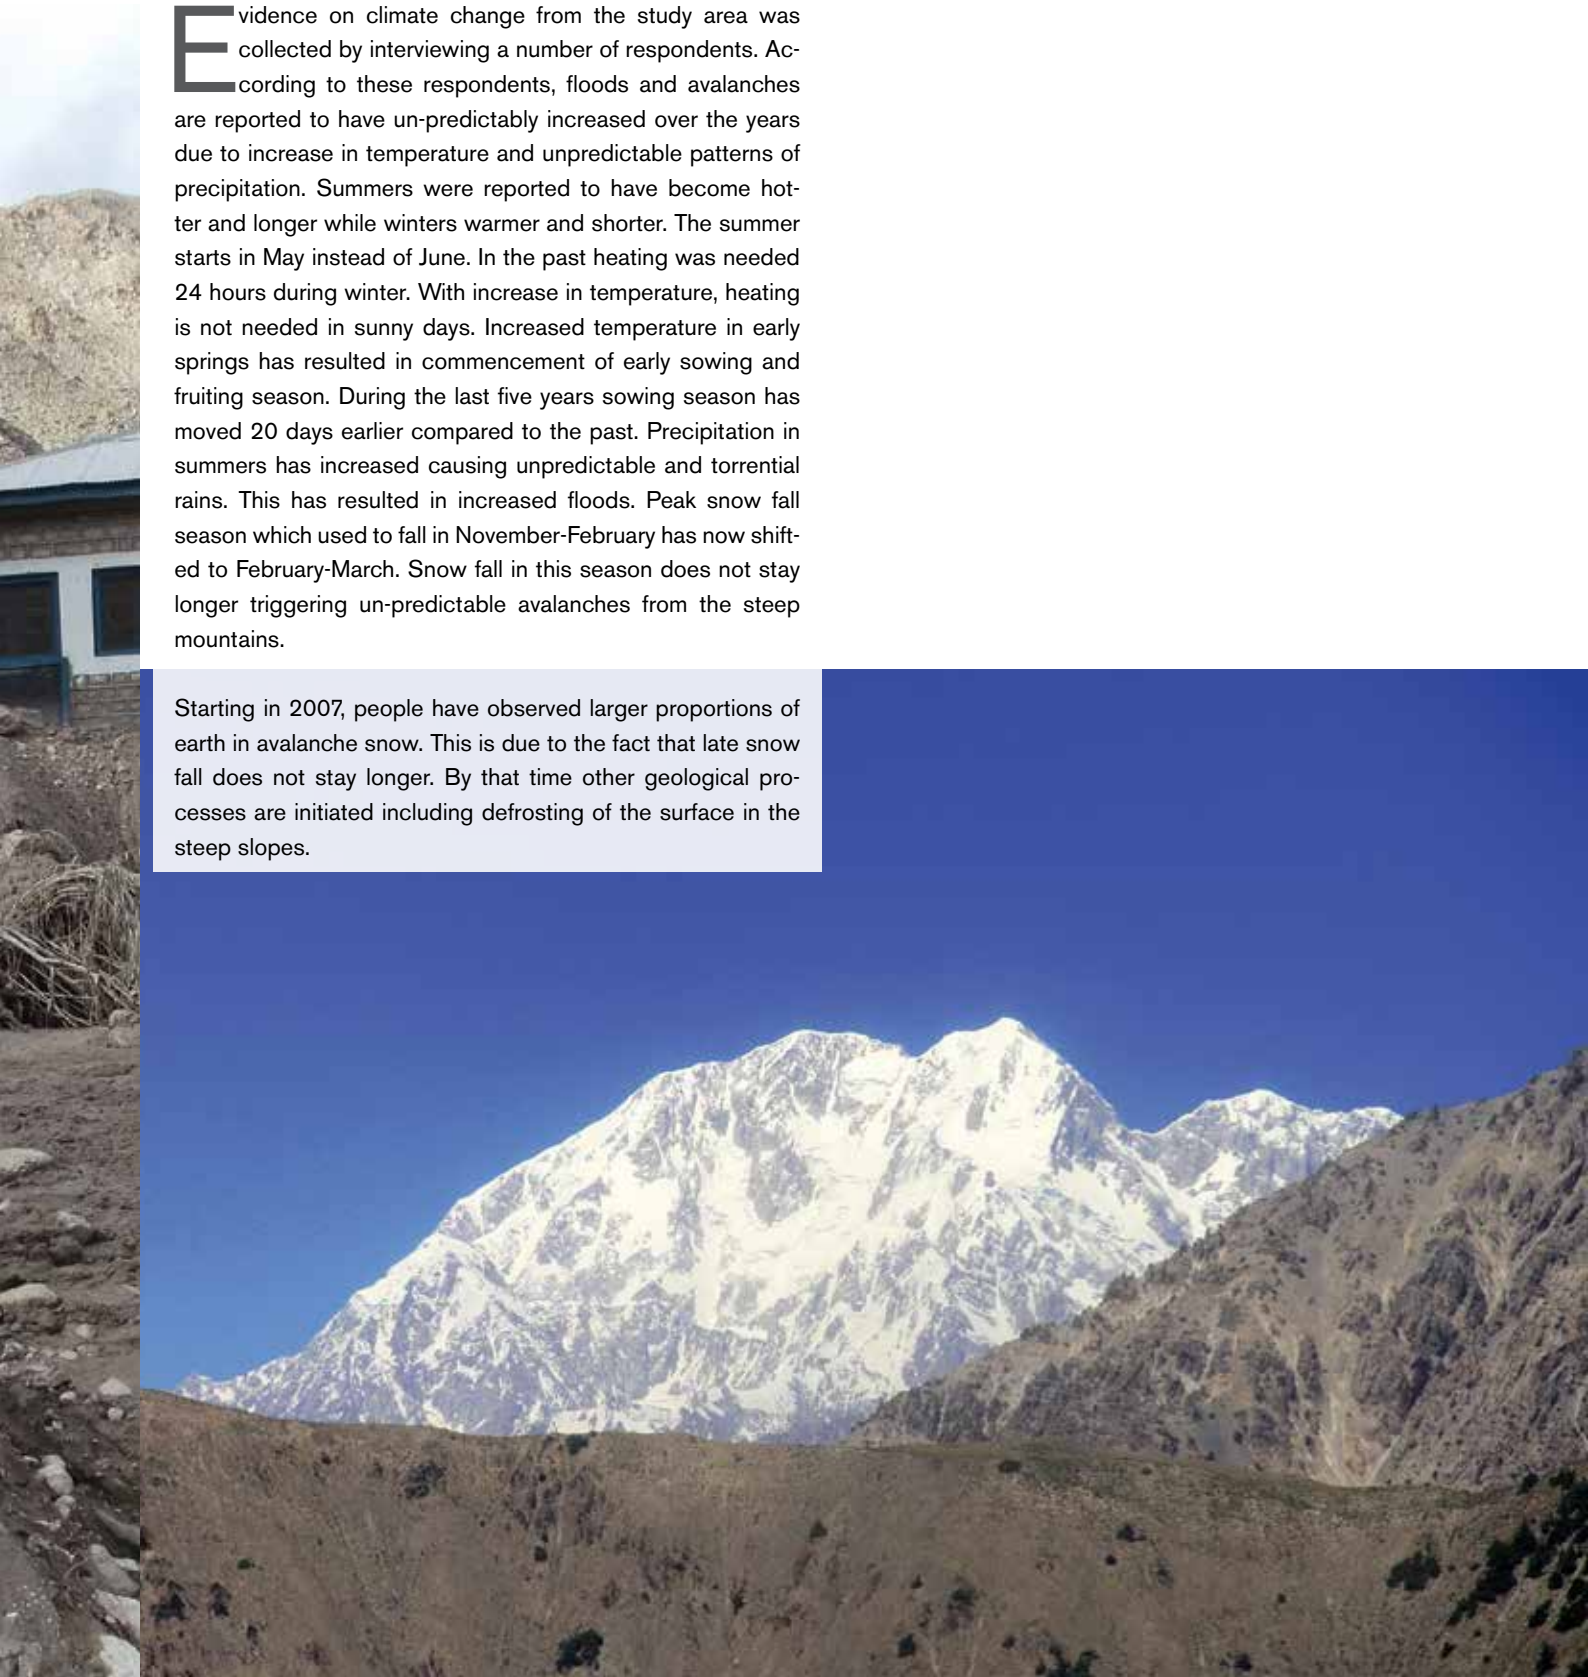 Evidence on climate change from the study area was
collected by interviewing a number of respondents. Ac-
cording to these respondents, floods and avalanches
are reported to have un-predictably increased over the years
due to increase in temperature and unpredictable patterns of
precipitation. Summers were reported to have become hot-
ter and longer while winters warmer and shorter. The summer
starts in May instead of June. In the past heating was needed
24 hours during winter. With increase in temperature, heating
is not needed in sunny days. Increased temperature in early
springs has resulted in commencement of early sowing and
fruiting season. During the last five years sowing season has
moved 20 days earlier compared to the past. Precipitation in
summers has increased causing unpredictable and torrential
rains. This has resulted in increased floods. Peak snow fall
season which used to fall in November-February has now shift-
ed to February-March. Snow fall in this season does not stay
longer triggering un-predictable avalanches from the steep
mountains.
Starting in 2007, people have observed larger proportions of
earth in avalanche snow. This is due to the fact that late snow
fall does not stay longer. By that time other geological pro-
cesses are initiated including defrosting of the surface in the
steep slopes.